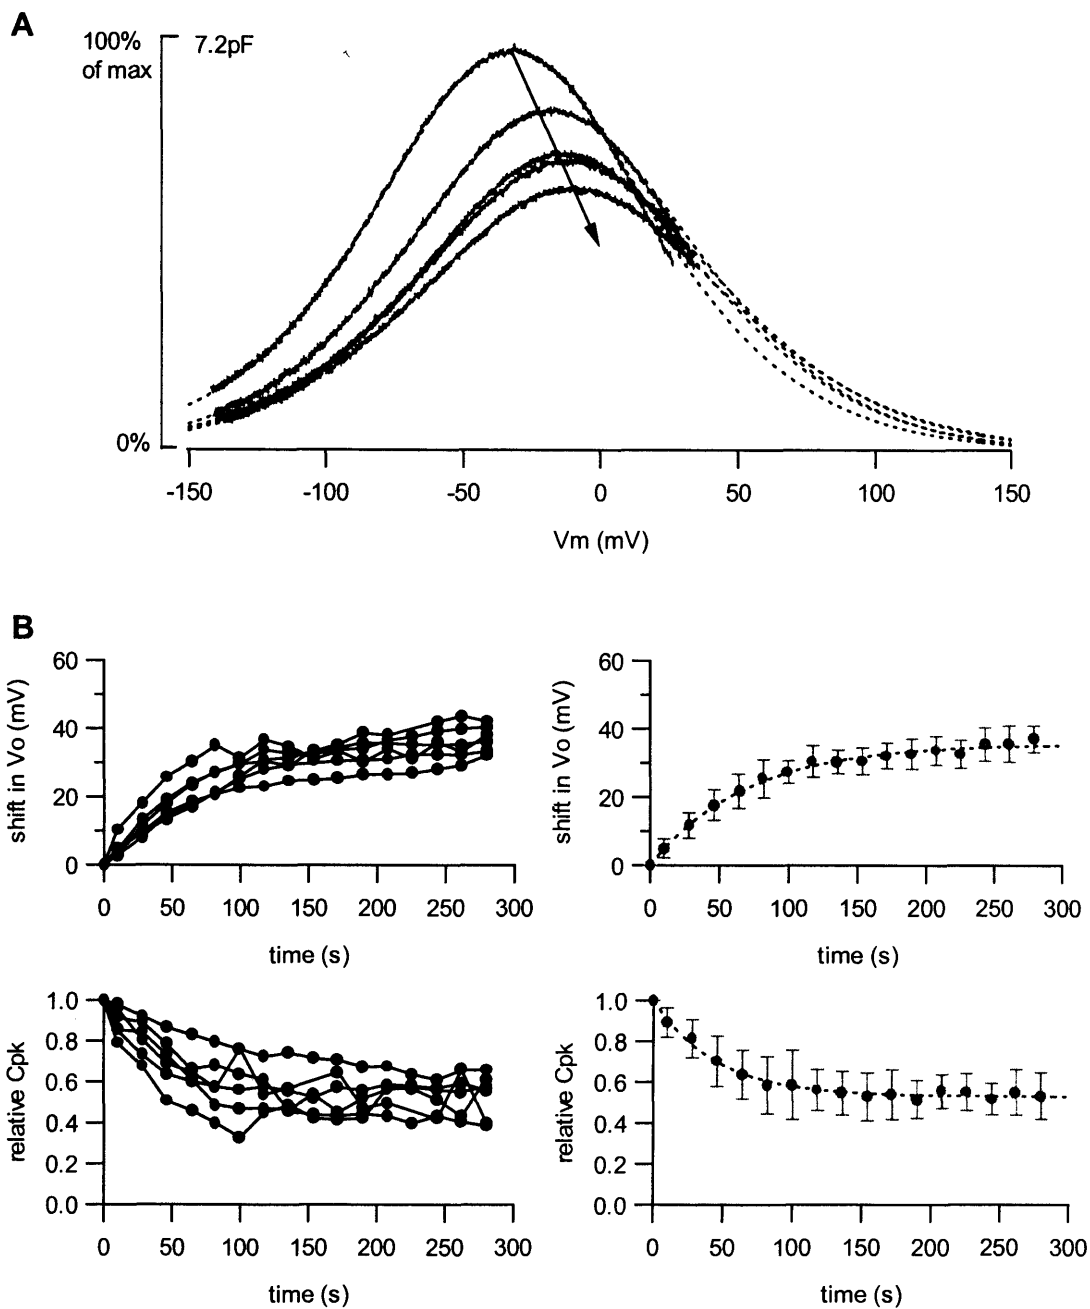 A
100%
of max
7.2pF
0%
-150 -100 -50 0 50 100 150
Vm (mV)
B
60
40
20
0
shift in Vo (mV)
0 50 100 150 200 250 300
time (s)
60
40
20
0
shift in Vo (mV)
0 50 100 150 200 250 300
time (s)
1.0
0.8
0.6
0.4
0.2
0.0
relative Cpk
0 50 100 150 200 250 300
time (s)
1.0
0.8
0.6
0.4
0.2
0.0
relative Cpk
0 50 100 150 200 250 300
time (s)